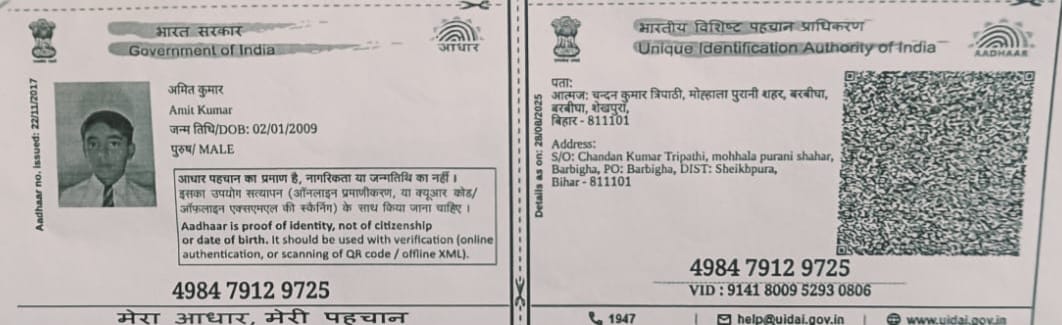 भारत सरकार
Government of India
आधार
Aadhaar no. issued: 22/11/2017
अमित कुमार
Amit Kumar
जन्म तिथि/DOB: 02/01/2009
पुरुष/ MALE
आधार पहचान का प्रमाण है, नागरिकता या जन्मतिथि का नहीं ।
इसका उपयोग सत्यापन (ऑनलाइन प्रमाणीकरण, या क्यूआर कोड/
ऑफलाइन एक्सएमएल की स्कैनिंग) के साथ किया जाना चाहिए ।
Aadhaar is proof of identity, not of citizenship
or date of birth. It should be used with verification (online
authentication, or scanning of QR code / offline XML).
4984 7912 9725
मेरा आधार, मेरी पहचान
भारतीय विशिष्ट पहचान प्राधिकरण
Unique Identification Authority of India
AADHAAR
Details as on: 28/08/2025
पता:
आत्मज: चन्दन कुमार त्रिपाठी, मोह्हाला पुरानी शहर, बरबीघा,
बरबीघा, शेखपुरा,
बिहार - 811101
Address:
S/O: Chandan Kumar Tripathi, mohhala purani shahar,
Barbigha, PO: Barbigha, DIST: Sheikhpura,
Bihar - 811101
4984 7912 9725
VID : 9141 8009 5293 0806
1947 | help@uidai.gov.in | www.uidai.gov.in